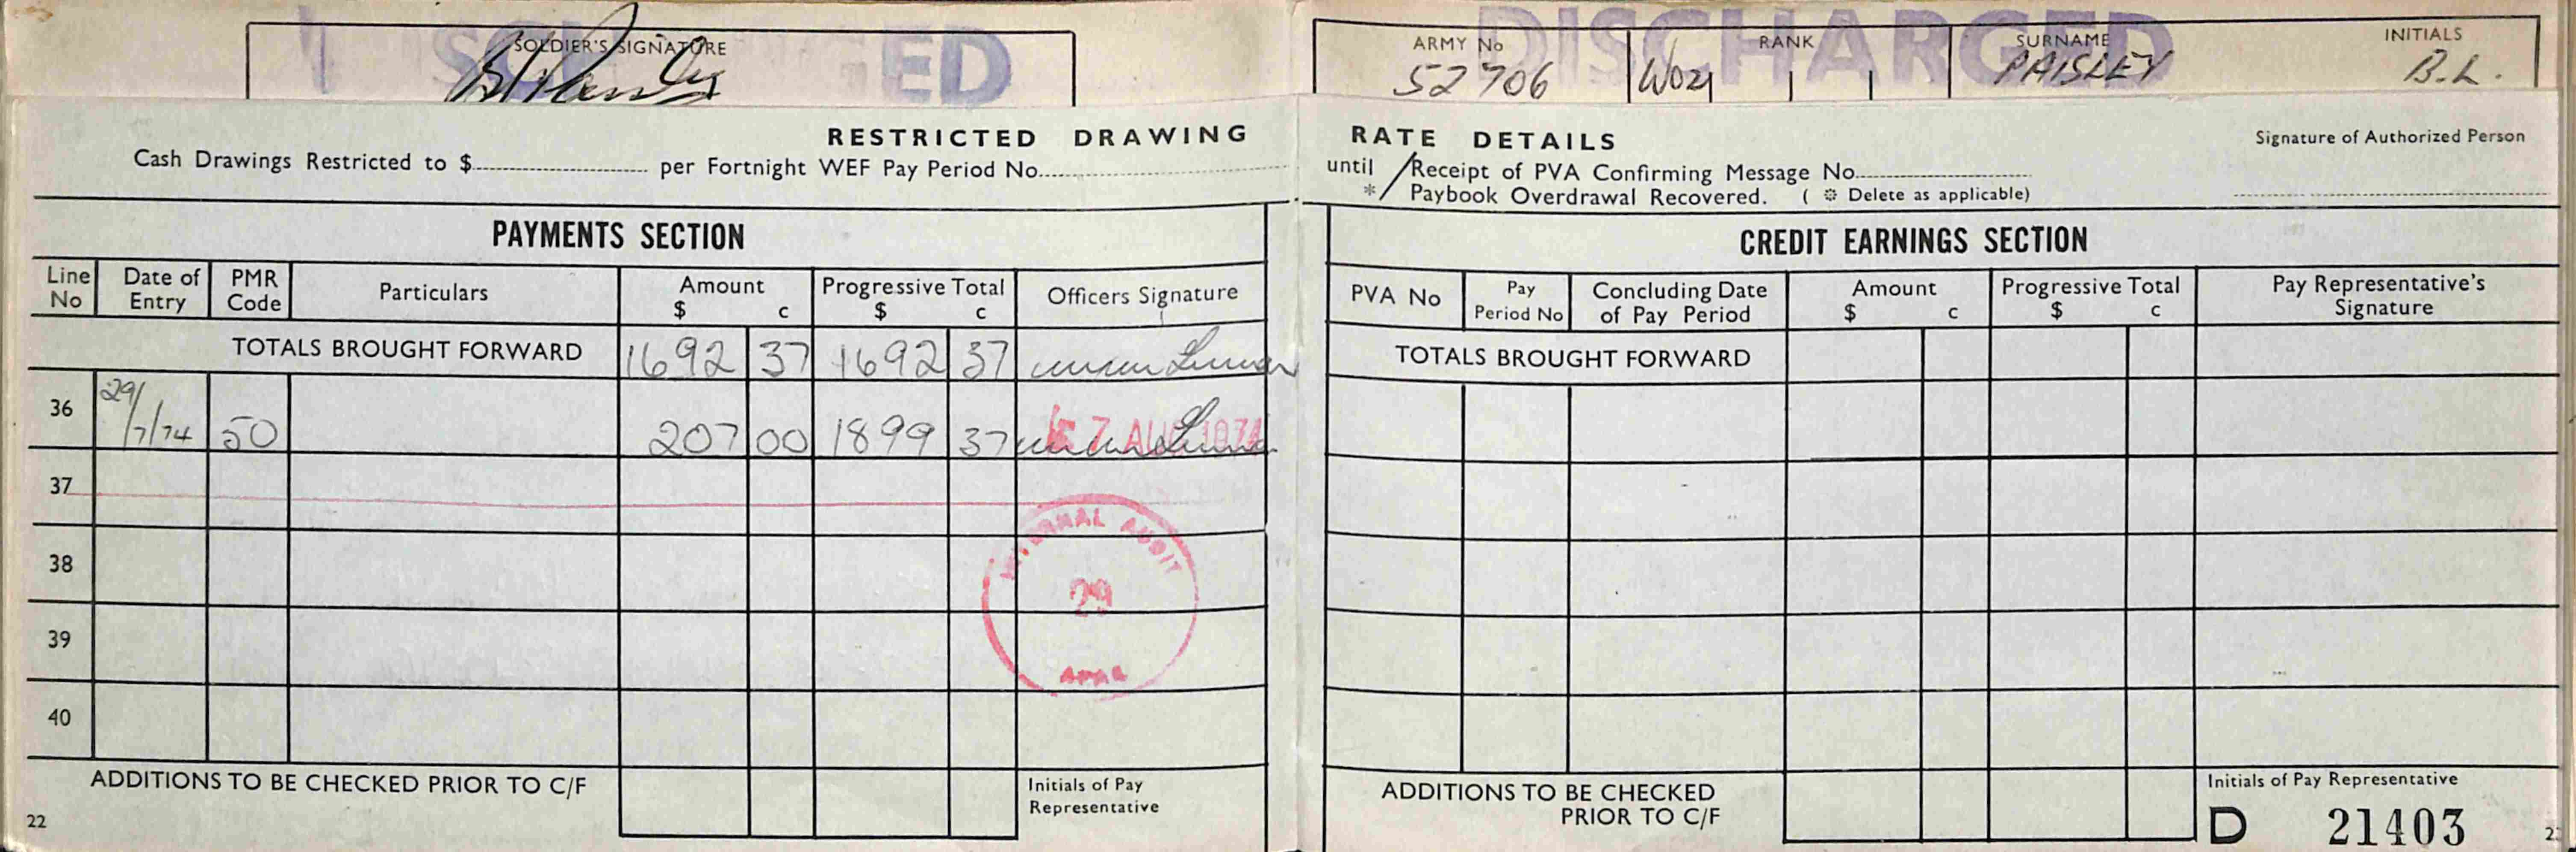 SOLDIER'S SIGNATURE
ED
DISCHARGED
ARMY No RANK SURNAME INITIALS
52706 WO2 PAISLEY B.L.
RESTRICTED DRAWING RATE DETAILS
Signature of Authorized Person
Cash Drawings Restricted to $ per Fortnight WEF Pay Period No. until Receipt of PVA Confirming Message No.
* Paybook Overdrawal Recovered. ( * Delete as applicable)
PAYMENTS SECTION
Line No Date of Entry PMR Code Particulars Amount $ c Progressive Total $ c Officers Signature
TOTALS BROUGHT FORWARD 1692 37 1692 37
36 29/7/74 50 207 00 1899 37
7 AUG 1974
37
INTERNAL AUDIT
38
29
39
40
ADDITIONS TO BE CHECKED PRIOR TO C/F
Initials of Pay Representative
22
CREDIT EARNINGS SECTION
PVA No Pay Period No Concluding Date of Pay Period Amount $ c Progressive Total $ c Pay Representative's Signature
TOTALS BROUGHT FORWARD
ADDITIONS TO BE CHECKED
PRIOR TO C/F
Initials of Pay Representative
D 21403